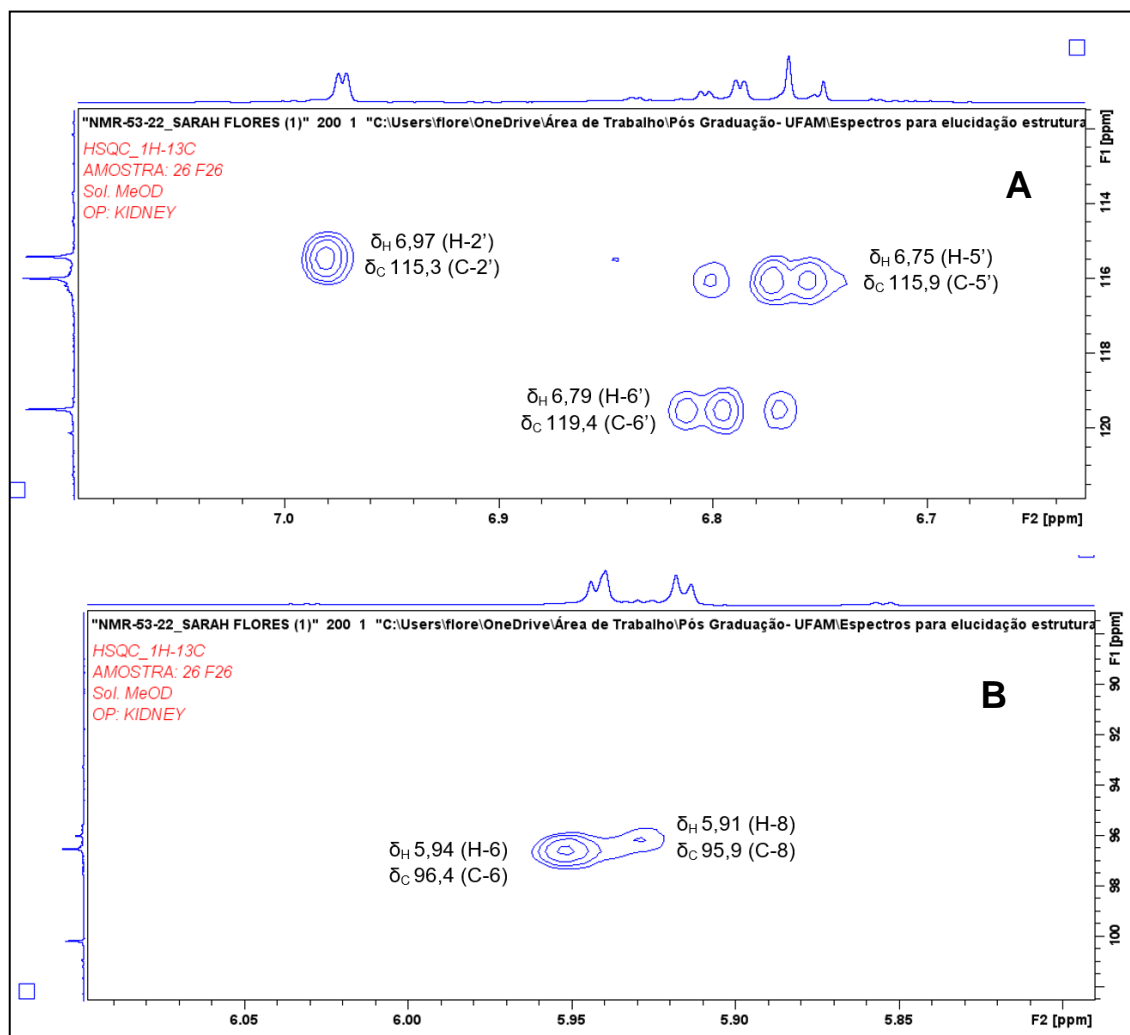 "NMR-53-22_SARAH FLORES (1)" 200 1 "C:\Users\flore\OneDrive\Área de Trabalho\Pós Graduação- UFAM\Espectros para elucidação estrutura
HSQC_1H-13C
AMOSTRA: 26 F26
Sol. MeOD
OP: KIDNEY
A
δH 6,97 (H-2')
δC 115,3 (C-2')
δH 6,75 (H-5')
δC 115,9 (C-5')
δH 6,79 (H-6')
δC 119,4 (C-6')
F1 [ppm]
114
116
118
120
7.0 6.9 6.8 6.7 F2 [ppm]
"NMR-53-22_SARAH FLORES (1)" 200 1 "C:\Users\flore\OneDrive\Área de Trabalho\Pós Graduação- UFAM\Espectros para elucidação estrutura
HSQC_1H-13C
AMOSTRA: 26 F26
Sol. MeOD
OP: KIDNEY
B
δH 5,94 (H-6)
δC 96,4 (C-6)
δH 5,91 (H-8)
δC 95,9 (C-8)
F1 [ppm]
90
92
94
96
98
100
6.05 6.00 5.95 5.90 5.85 F2 [ppm]